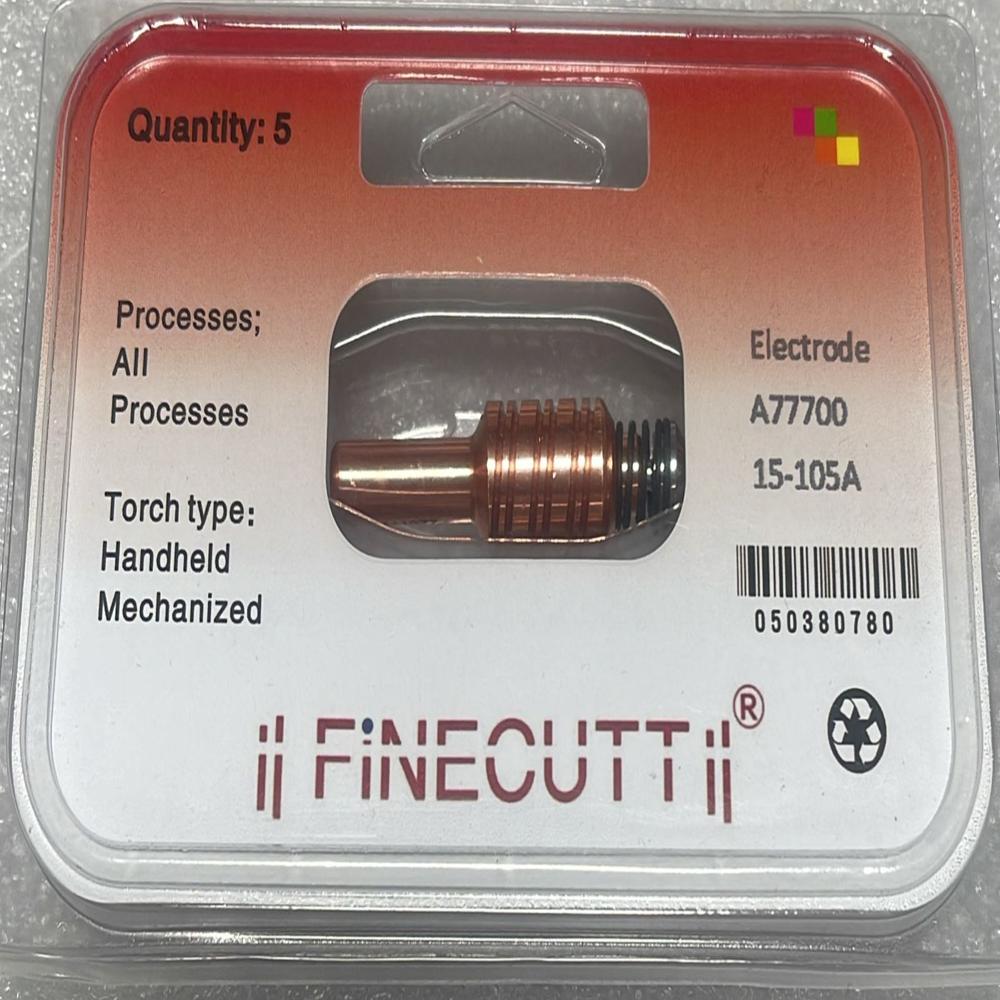 Quantity: 5
Processes;
All
Processes
Torch type:
Handheld
Mechanized
Electrode
A77700
15-105A
050380780
FiNECUTT®